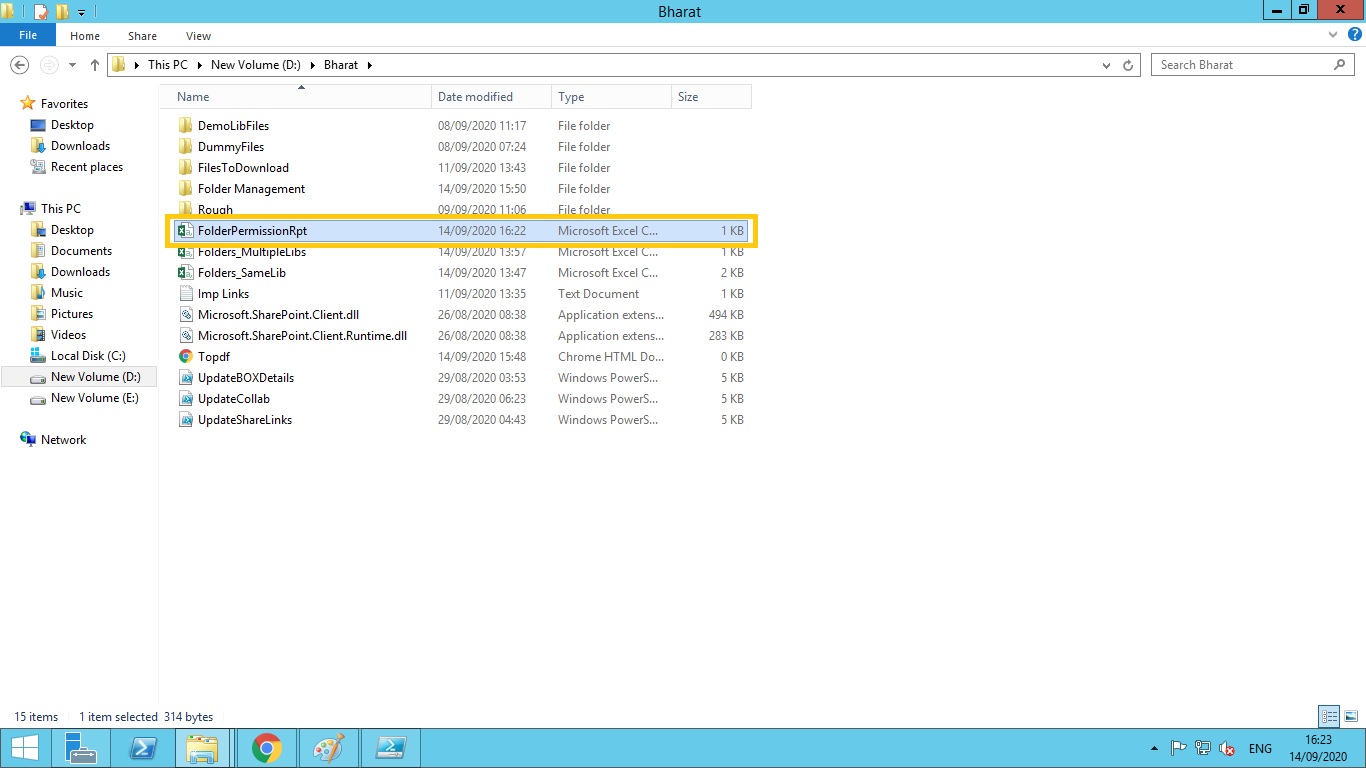 Bharat
File Home Share View
This PC New Volume (D:) Bharat
Search Bharat
Favorites
Desktop
Downloads
Recent places
This PC
Desktop
Documents
Downloads
Music
Pictures
Videos
Local Disk (C:)
New Volume (D:)
New Volume (E:)
Network
Name Date modified Type Size
DemoLibFiles 08/09/2020 11:17 File folder
DummyFiles 08/09/2020 07:24 File folder
FilesToDownload 11/09/2020 13:43 File folder
Folder Management 14/09/2020 15:50 File folder
Rough 09/09/2020 11:06 File folder
FolderPermissionRpt 14/09/2020 16:22 Microsoft Excel C... 1 KB
Folders_MultipleLibs 14/09/2020 13:57 Microsoft Excel C... 1 KB
Folders_SameLib 14/09/2020 13:47 Microsoft Excel C... 2 KB
Imp Links 11/09/2020 13:35 Text Document 1 KB
Microsoft.SharePoint.Client.dll 26/08/2020 08:38 Application extens... 494 KB
Microsoft.SharePoint.Client.Runtime.dll 26/08/2020 08:38 Application extens... 283 KB
Topdf 14/09/2020 15:48 Chrome HTML Do... 0 KB
UpdateBOXDetails 29/08/2020 03:53 Windows PowerS... 5 KB
UpdateCollab 29/08/2020 06:23 Windows PowerS... 5 KB
UpdateShareLinks 29/08/2020 04:43 Windows PowerS... 5 KB
15 items 1 item selected 314 bytes
ENG
16:23
14/09/2020